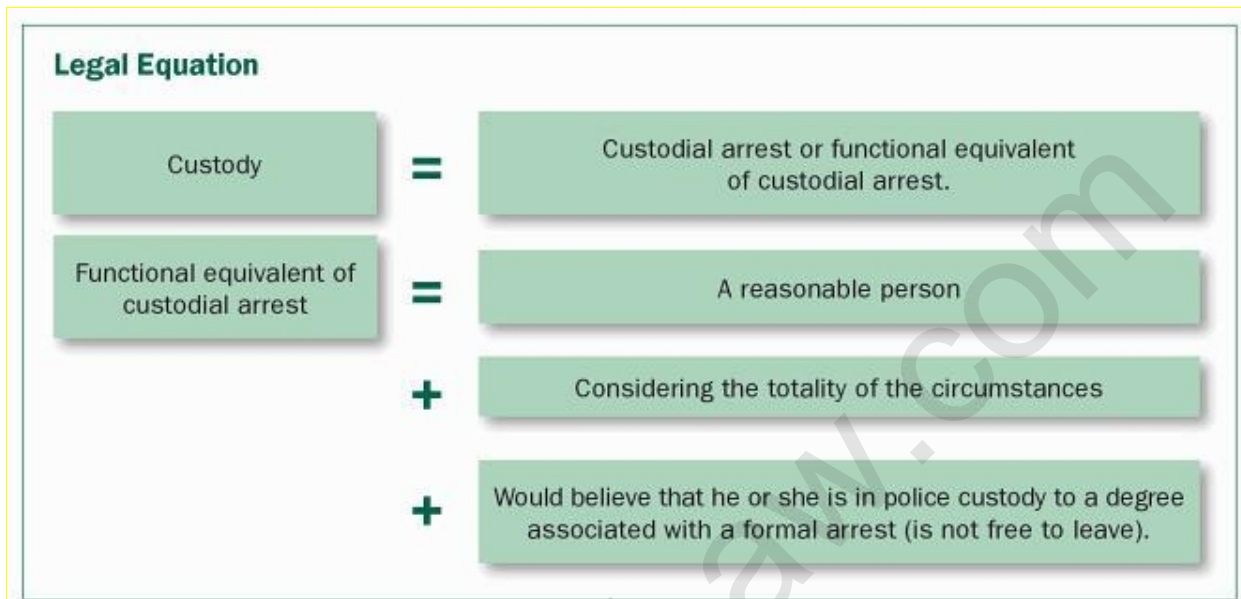 Legal Equation
Custody
=
Custodial arrest or functional equivalent
of custodial arrest.
Functional equivalent of
custodial arrest
=
A reasonable person
+
Considering the totality of the circumstances
+
Would believe that he or she is in police custody to a degree
associated with a formal arrest (is not free to leave).
aw.com